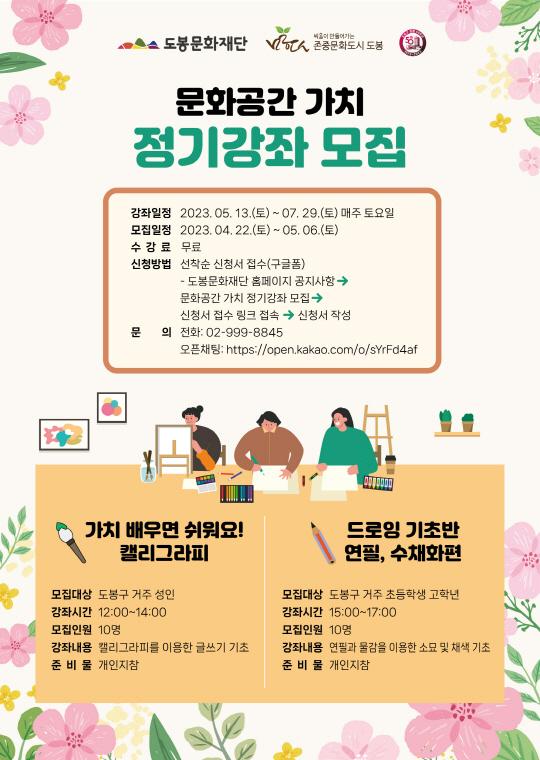 도봉문화재단
씨올이 만들어가는
존중문화도시 도봉
문화공간 가치
정기강좌 모집
강좌일정 2023. 05. 13.(토) ~ 07. 29.(토) 매주 토요일
모집일정 2023. 04. 22.(토) ~ 05. 06.(토)
수 강 료 무료
신청방법 선착순 신청서 접수(구글폼)
- 도봉문화재단 홈페이지 공지사항 →
문화공간 가치 정기강좌 모집 →
신청서 접수 링크 접속 → 신청서 작성
문 의 전화: 02-999-8845
오픈채팅: https://open.kakao.com/o/sYrFd4af
가치 배우면 쉬워요!
캘리그라피
모집대상 도봉구 거주 성인
강좌시간 12:00~14:00
모집인원 10명
강좌내용 캘리그라피를 이용한 글쓰기 기초
준 비 물 개인지참
드로잉 기초반
연필, 수채화편
모집대상 도봉구 거주 초등학생 고학년
강좌시간 15:00~17:00
모집인원 10명
강좌내용 연필과 물감을 이용한 소묘 및 채색 기초
준 비 물 개인지참